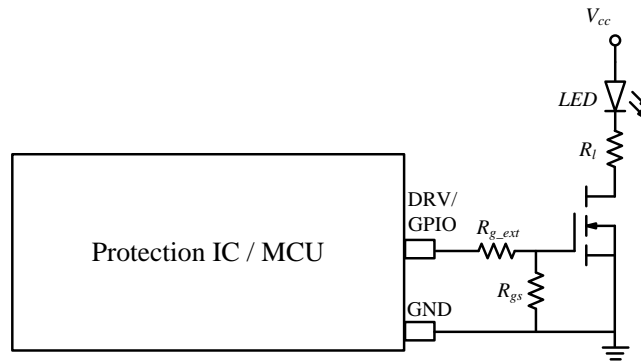 Vcc
LED
Rl
DRV/
GPIO
Rg_ext
Protection IC / MCU
Rgs
GND